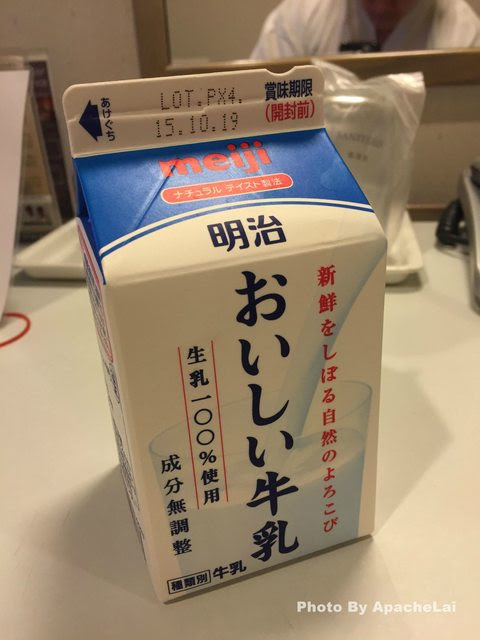 あけぐち
LOT.PX4.
15.10.19
賞味期限
(開封前)
meiji
ナチュラル テイスト製法
明治
新鮮をしぼる自然のよろこび
おいしい牛乳
生乳一〇〇%使用
成分無調整
種類別 牛乳
Photo By ApacheLai